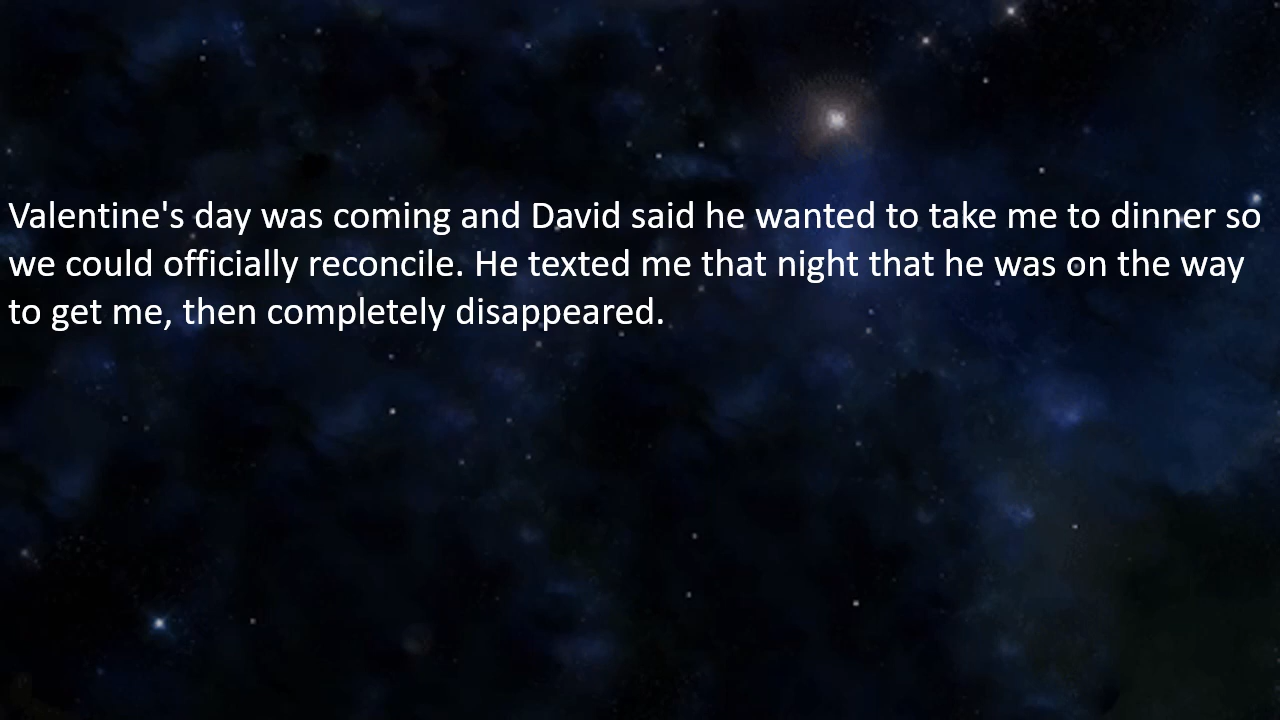 Valentine's day was coming and David said he wanted to take me to dinner so
we could officially reconcile. He texted me that night that he was on the way
to get me, then completely disappeared.